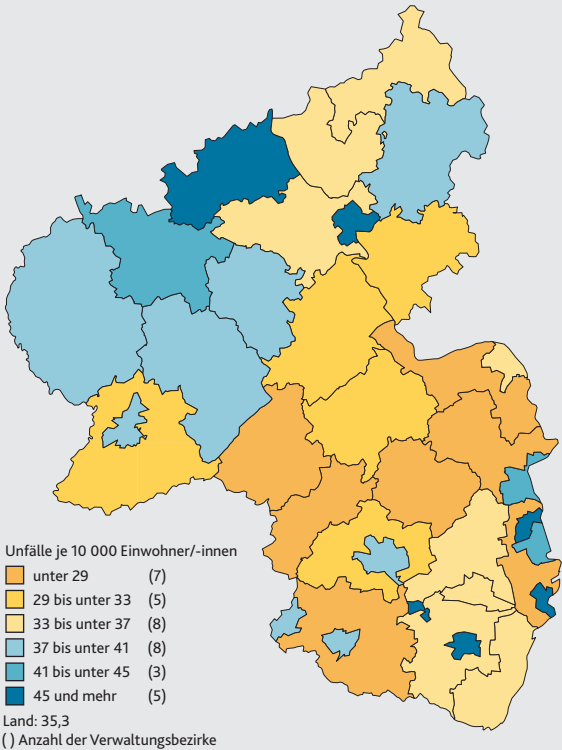 Unfälle je 10 000 Einwohner/-innen
unter 29 (7)
29 bis unter 33 (5)
33 bis unter 37 (8)
37 bis unter 41 (8)
41 bis unter 45 (3)
45 und mehr (5)
Land: 35,3
( ) Anzahl der Verwaltungsbezirke